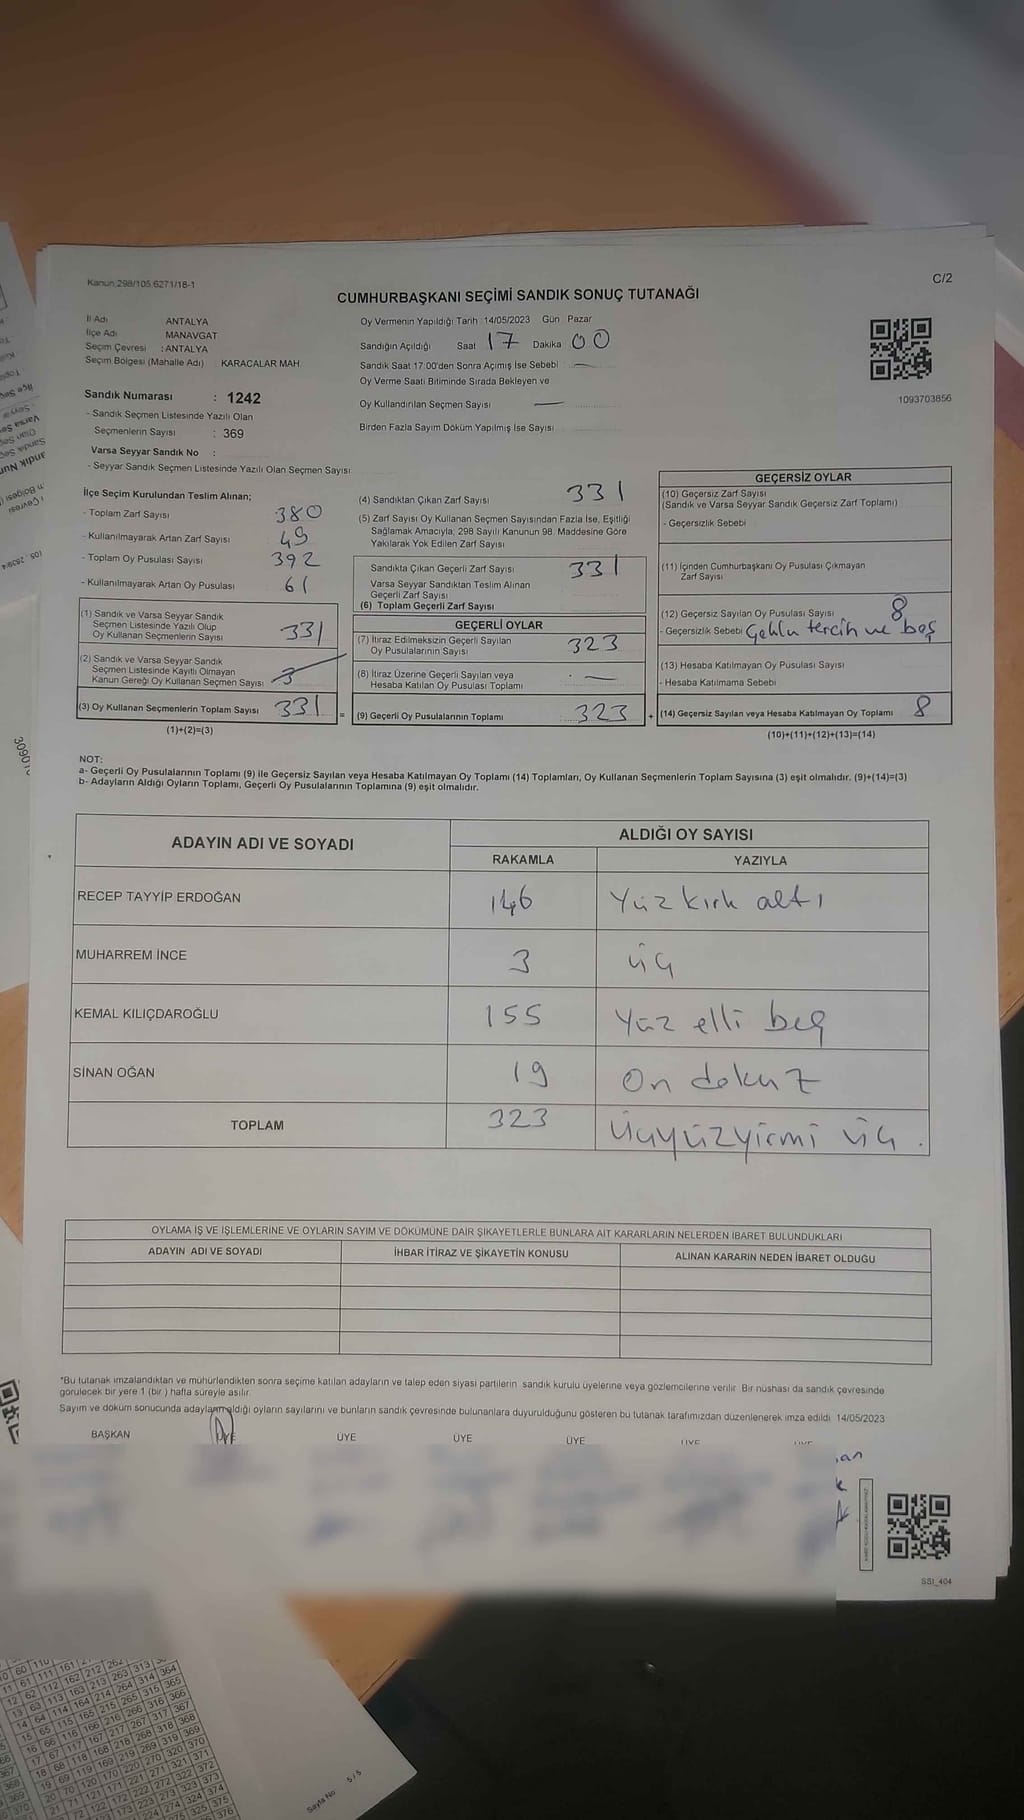 Kanun 298/105 6271/18-1
C/2
CUMHURBAŞKANI SEÇİMİ SANDIK SONUÇ TUTANAĞI
İl Adı ANTALYA
İlçe Adı MANAVGAT
Seçim Çevresi : ANTALYA
Seçim Bölgesi (Mahalle Adı) KARACALAR MAH.
Sandık Numarası : 1242
- Sandık Seçmen Listesinde Yazılı Olan
Seçmenlerin Sayısı : 369
Varsa Seyyar Sandık No :
- Seyyar Sandık Seçmen Listesinde Yazılı Olan Seçmen Sayısı
Oy Vermenin Yapıldığı Tarih 14/05/2023 Gün Pazar
Sandığın Açıldığı Saat 17 Dakika 00
Sandık Saat 17:00'den Sonra Açımış İse Sebebi —
Oy Verme Saati Bitiminde Sırada Bekleyen ve
Oy Kullandırılan Seçmen Sayısı —
Birden Fazla Sayım Döküm Yapılmış İse Sayısı
1093703856
İlçe Seçim Kurulundan Teslim Alınan;
- Toplam Zarf Sayısı 380
- Kullanılmayarak Artan Zarf Sayısı 49
- Toplam Oy Pusulası Sayısı 392
- Kullanılmayarak Artan Oy Pusulası 61
(1) Sandık ve Varsa Seyyar Sandık
Seçmen Listesinde Yazılı Olup
Oy Kullanan Seçmenlerin Sayısı 331
(2) Sandık ve Varsa Seyyar Sandık
Seçmen Listesinde Kayıtlı Olmayan
Kanun Gereği Oy Kullanan Seçmen Sayısı 3
(3) Oy Kullanan Seçmenlerin Toplam Sayısı 331 =
(1)+(2)=(3)
(4) Sandıktan Çıkan Zarf Sayısı 331
(5) Zarf Sayısı Oy Kullanan Seçmen Sayısından Fazla İse, Eşitliği
Sağlamak Amacıyla, 298 Sayılı Kanunun 98. Maddesine Göre
Yakılarak Yok Edilen Zarf Sayısı
Sandıkta Çıkan Geçerli Zarf Sayısı 331
Varsa Seyyar Sandıktan Teslim Alınan
Geçerli Zarf Sayısı
(6) Toplam Geçerli Zarf Sayısı
GEÇERLİ OYLAR
(7) İtiraz Edilmeksizin Geçerli Sayılan
Oy Pusulalarının Sayısı 323
(8) İtiraz Üzerine Geçerli Sayılan veya
Hesaba Katılan Oy Pusulası Toplamı —
(9) Geçerli Oy Pusulalarının Toplamı 323 +
GEÇERSİZ OYLAR
(10) Geçersiz Zarf Sayısı
(Sandık ve Varsa Seyyar Sandık Geçersiz Zarf Toplamı)
- Geçersizlik Sebebi
(11) İçinden Cumhurbaşkanı Oy Pusulası Çıkmayan
Zarf Sayısı
(12) Geçersiz Sayılan Oy Pusulası Sayısı 8
- Geçersizlik Sebebi tercih ve boş
(13) Hesaba Katılmayan Oy Pusulası Sayısı
- Hesaba Katılmama Sebebi
(14) Geçersiz Sayılan veya Hesaba Katılmayan Oy Toplamı 8
(10)+(11)+(12)+(13)=(14)
NOT:
a- Geçerli Oy Pusulalarının Toplamı (9) ile Geçersiz Sayılan veya Hesaba Katılmayan Oy Toplamı (14) Toplamları, Oy Kullanan Seçmenlerin Toplam Sayısına (3) eşit olmalıdır. (9)+(14)=(3)
b- Adayların Aldığı Oyların Toplamı, Geçerli Oy Pusulalarının Toplamına (9) eşit olmalıdır.
ADAYIN ADI VE SOYADI
ALDIĞI OY SAYISI
RAKAMLA YAZIYLA
RECEP TAYYİP ERDOĞAN 146 Yüz kırk altı
MUHARREM İNCE 3 üç
KEMAL KILIÇDAROĞLU 155 Yüz elli beş
SİNAN OĞAN 19 On dokuz
TOPLAM 323 Üçyüzyirmi üç .
OYLAMA İŞ VE İŞLEMLERİNE VE OYLARIN SAYIM VE DÖKÜMÜNE DAİR ŞİKAYETLERLE BUNLARA AİT KARARLARIN NELERDEN İBARET BULUNDUKLARI
ADAYIN ADI VE SOYADI İHBAR İTİRAZ VE ŞİKAYETİN KONUSU ALINAN KARARIN NEDEN İBARET OLDUĞU
*Bu tutanak imzalandıktan ve mühürlendikten sonra seçime katılan adayların ve talep eden siyasi partilerin sandık kurulu üyelerine veya gözlemcilerine verilir. Bir nüshası da sandık çevresinde
görülecek bir yere 1 (bir) hafta süreyle asılır.
Sayım ve döküm sonucunda adayların aldığı oyların sayılarını ve bunların sandık çevresinde bulunanlara duyurulduğunu gösteren bu tutanak tarafımızdan düzenlenerek imza edildi 14/05/2023
BAŞKAN ÜYE ÜYE ÜYE ÜYE
SSI_404
Sayfa No 5 / 5